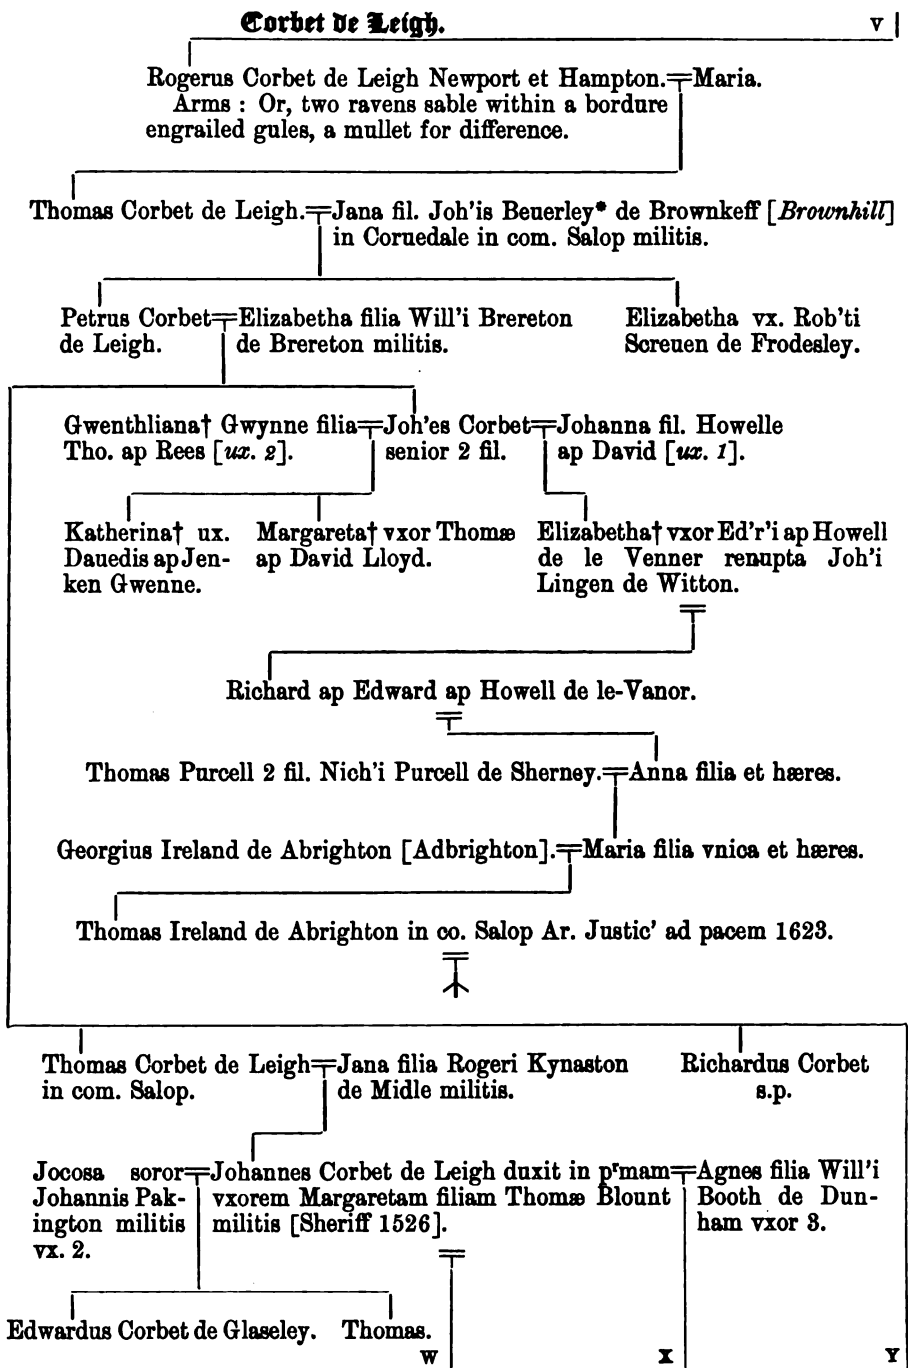 Corbet de Leigh.
V
Rogerus Corbet de Leigh Newport et Hampton.=Maria.
Arms : Or, two ravens sable within a bordure
engrailed gules, a mullet for difference.
Thomas Corbet de Leigh.=Jana fil. Joh'is Beuerley* de Brownkeff [Brownhill]
in Coruedale in com. Salop militis.
Petrus Corbet=Elizabetha filia Will'i Brereton
de Leigh.
de Brereton militis.
Elizabetha vx. Rob'ti
Screuen de Frodesley.
Gwenthliana† Gwynne filia=Joh'es Corbet=Johanna fil. Howelle
Tho. ap Rees [ux. 2].
senior 2 fil.
ap David [ux. 1].
Katherina† ux.
Dauedis ap Jen-
ken Gwenne.
Margareta† vxor Thomæ
ap David Lloyd.
Elizabetha† vxor Ed'r'i ap Howell
de le Venner renupta Joh'i
Lingen de Witton.
Richard ap Edward ap Howell de le-Vanor.
Thomas Purcell 2 fil. Nich'i Purcell de Sherney.=Anna filia et hæres.
Georgius Ireland de Abrighton [Adbrighton].=Maria filia vnica et hæres.
Thomas Ireland de Abrighton in co. Salop Ar. Justic' ad pacem 1623.
Thomas Corbet de Leigh=Jana filia Rogeri Kynaston
in com. Salop.
de Midle militis.
Richardus Corbet
s.p.
Jocosa soror=Johannes Corbet de Leigh duxit in pʳmam=Agnes filia Will'i
Johannis Pak-
ington militis
vx. 2.
vxorem Margaretam filiam Thomæ Blount
militis [Sheriff 1526].
Booth de Dun-
ham vxor 3.
Edwardus Corbet de Glaseley.
Thomas.
W
X
Y